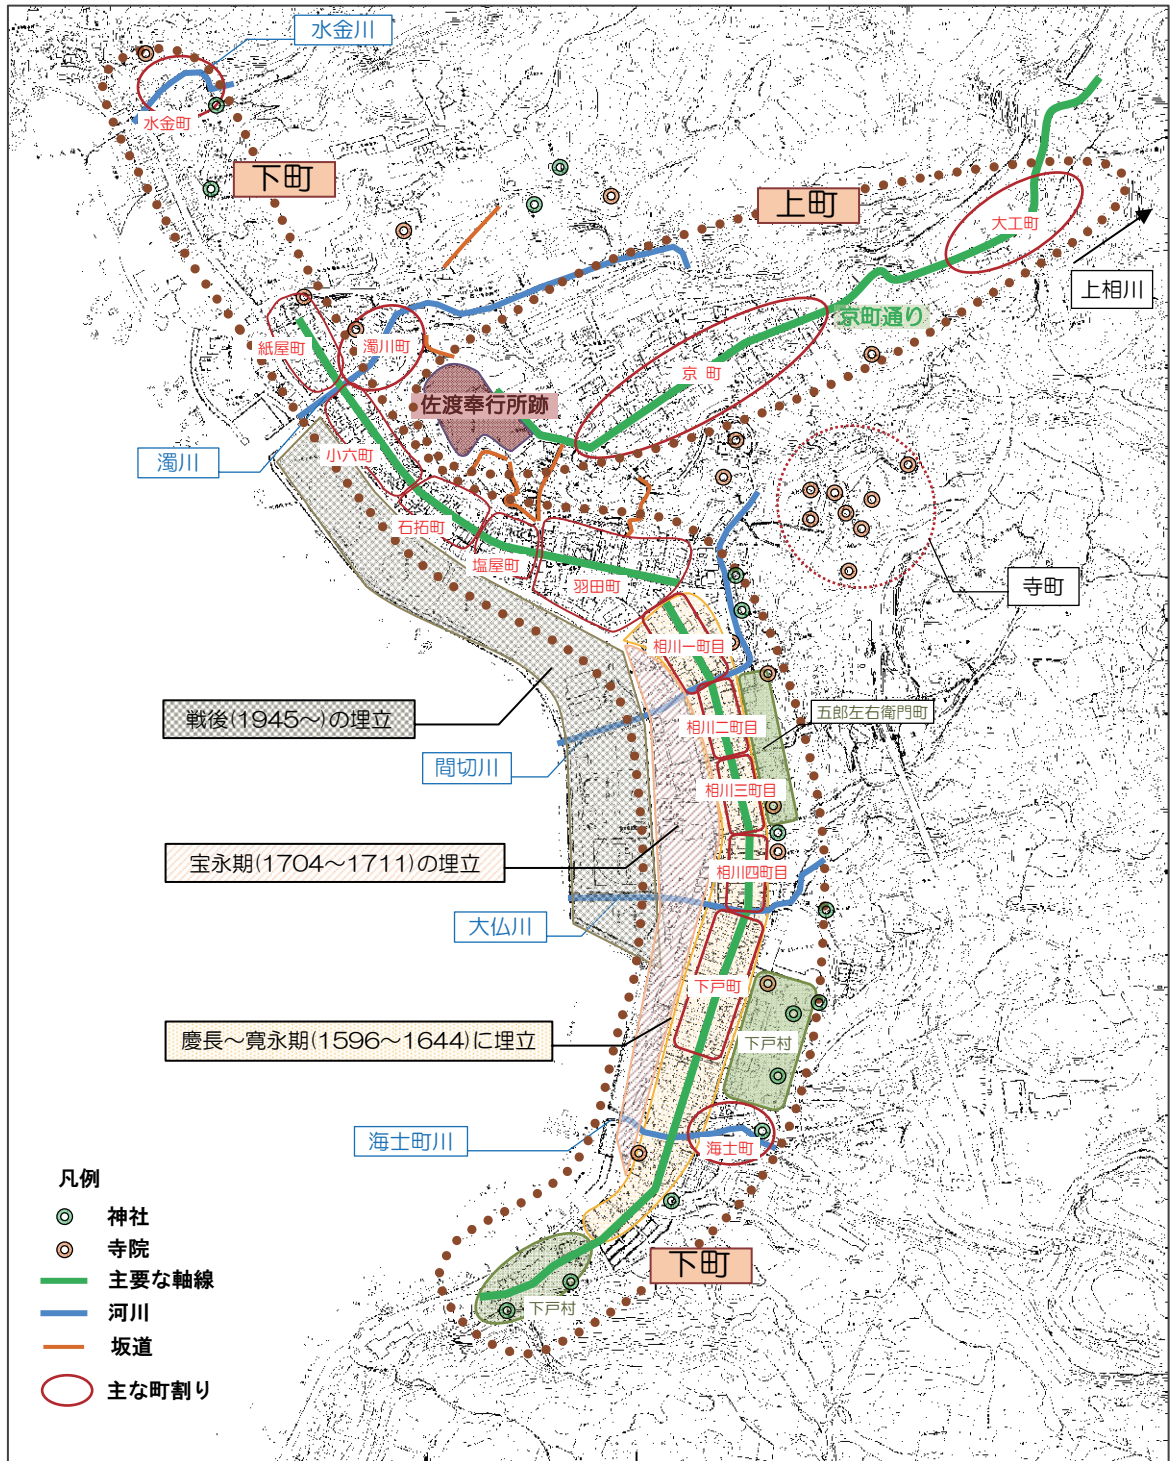 水金川
水金町
下町
上町
大工町
上相川
京町通り
紙屋町
濁川町
京 町
佐渡奉行所跡
小六町
濁川
石拓町
塩屋町
羽田町
寺町
相川一町目
戦後(1945～)の埋立
相川二町目
五郎左右衛門町
間切川
相川三町目
宝永期(1704～1711)の埋立
相川四町目
大仏川
下戸町
慶長～寛永期(1596～1644)に埋立
下戸村
海士町川
海士町
下町
下戸村
凡例
神社
寺院
主要な軸線
河川
坂道
主な町割り